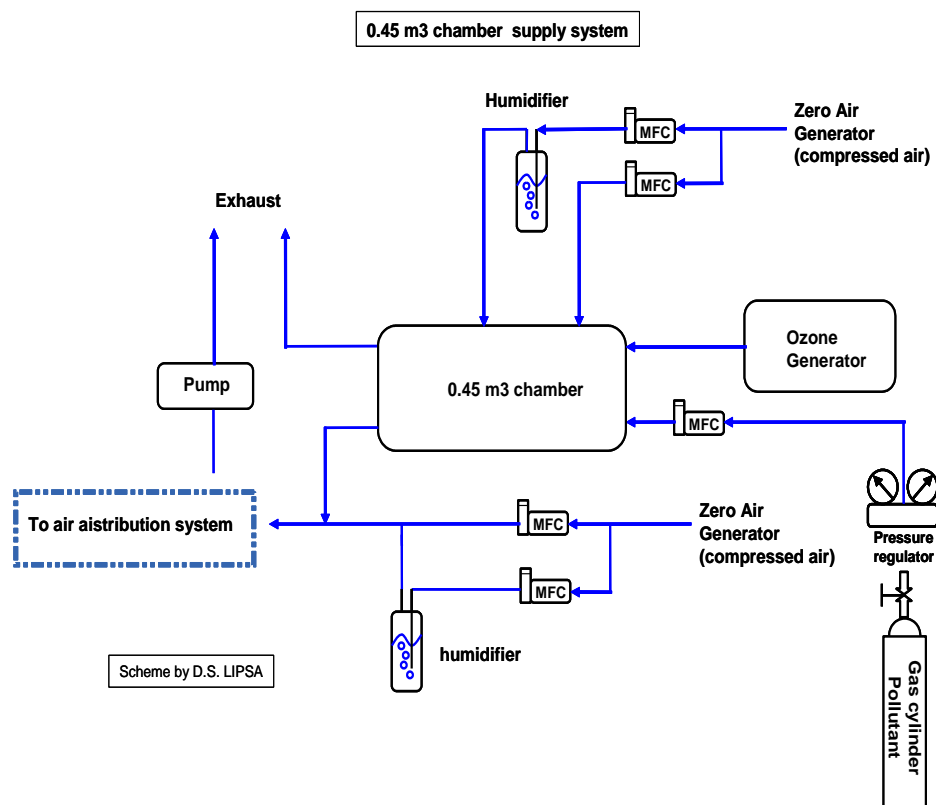 0.45 m3 chamber  supply system
Humidifier
MFC
Zero Air
Generator
(compressed air)
MFC
Exhaust
Ozone
Generator
Pump
0.45 m3 chamber
MFC
To air aistribution system
MFC
Zero Air
Generator
(compressed air)
Pressure
regulator
MFC
humidifier
Scheme by D.S. LIPSA
Gas cylinder
Pollutant